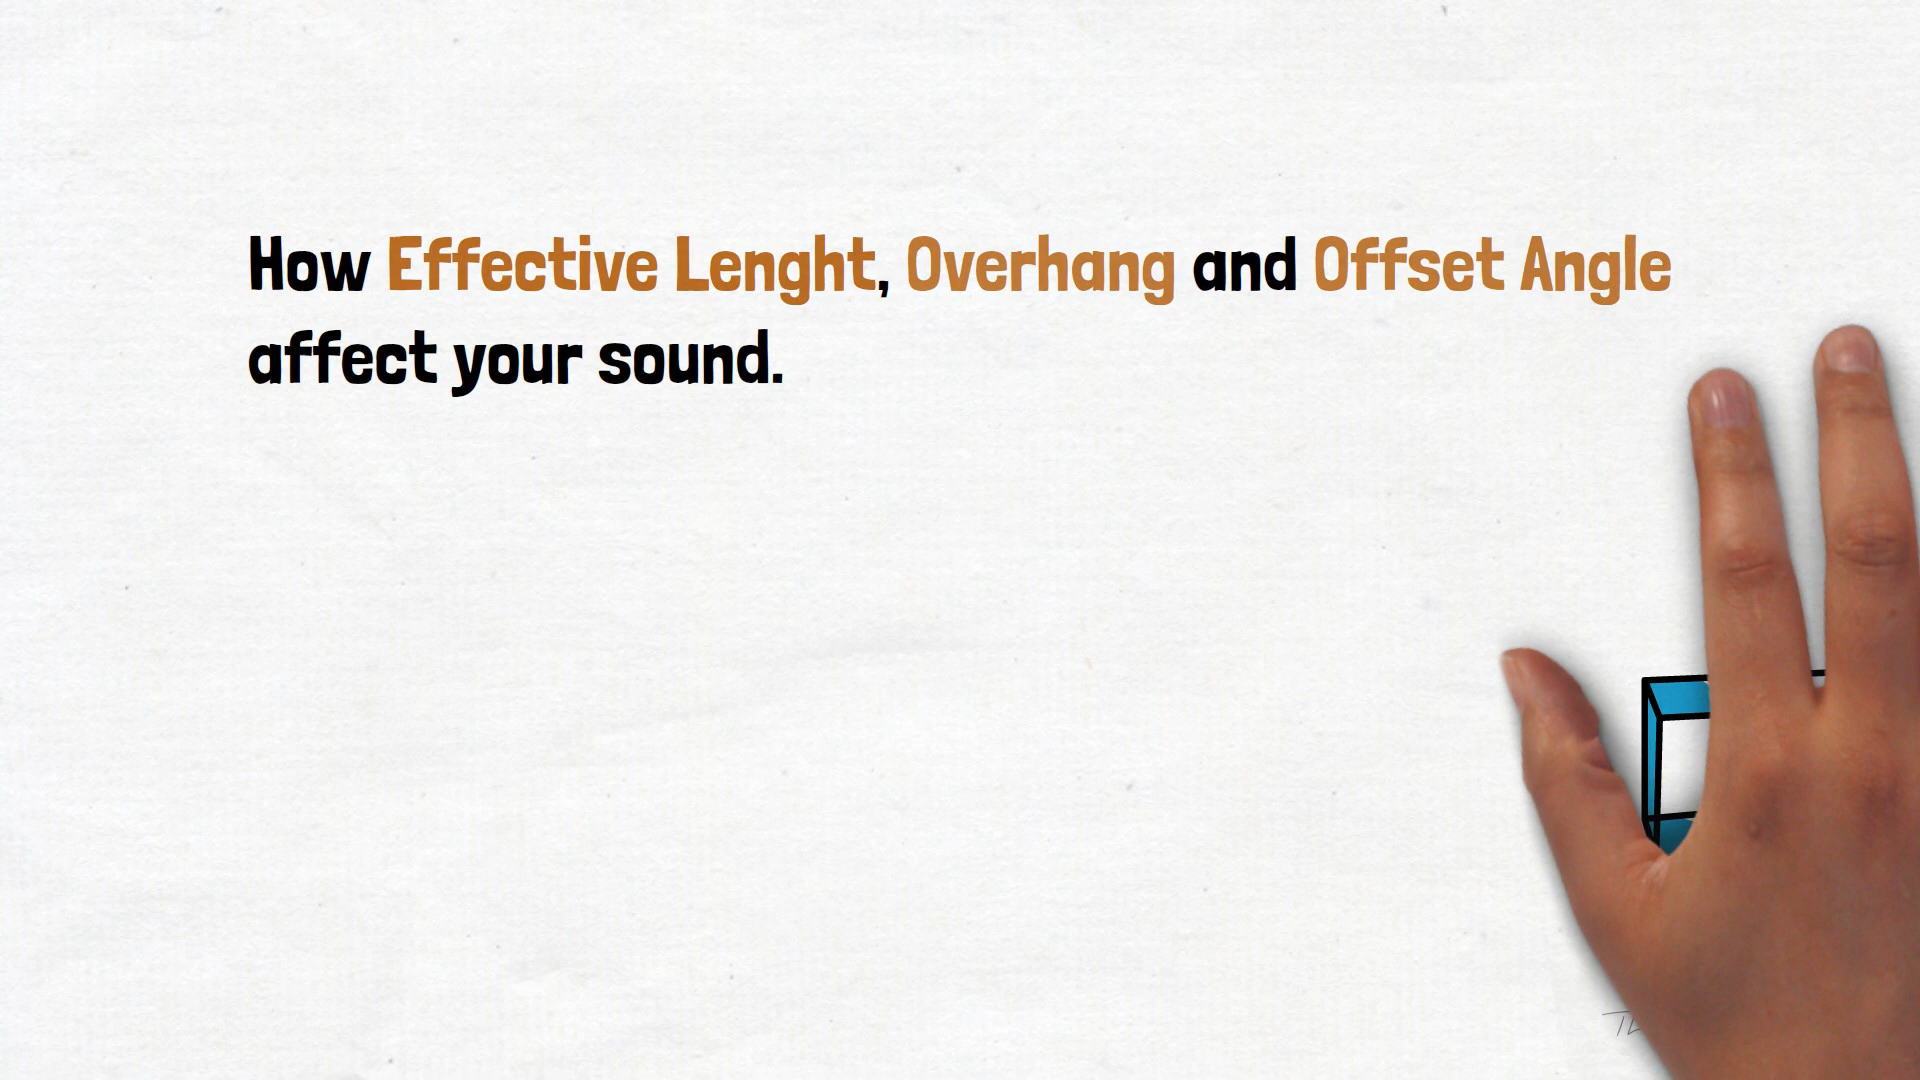 How Effective Lenght, Overhang and Offset Angle
affect your sound.